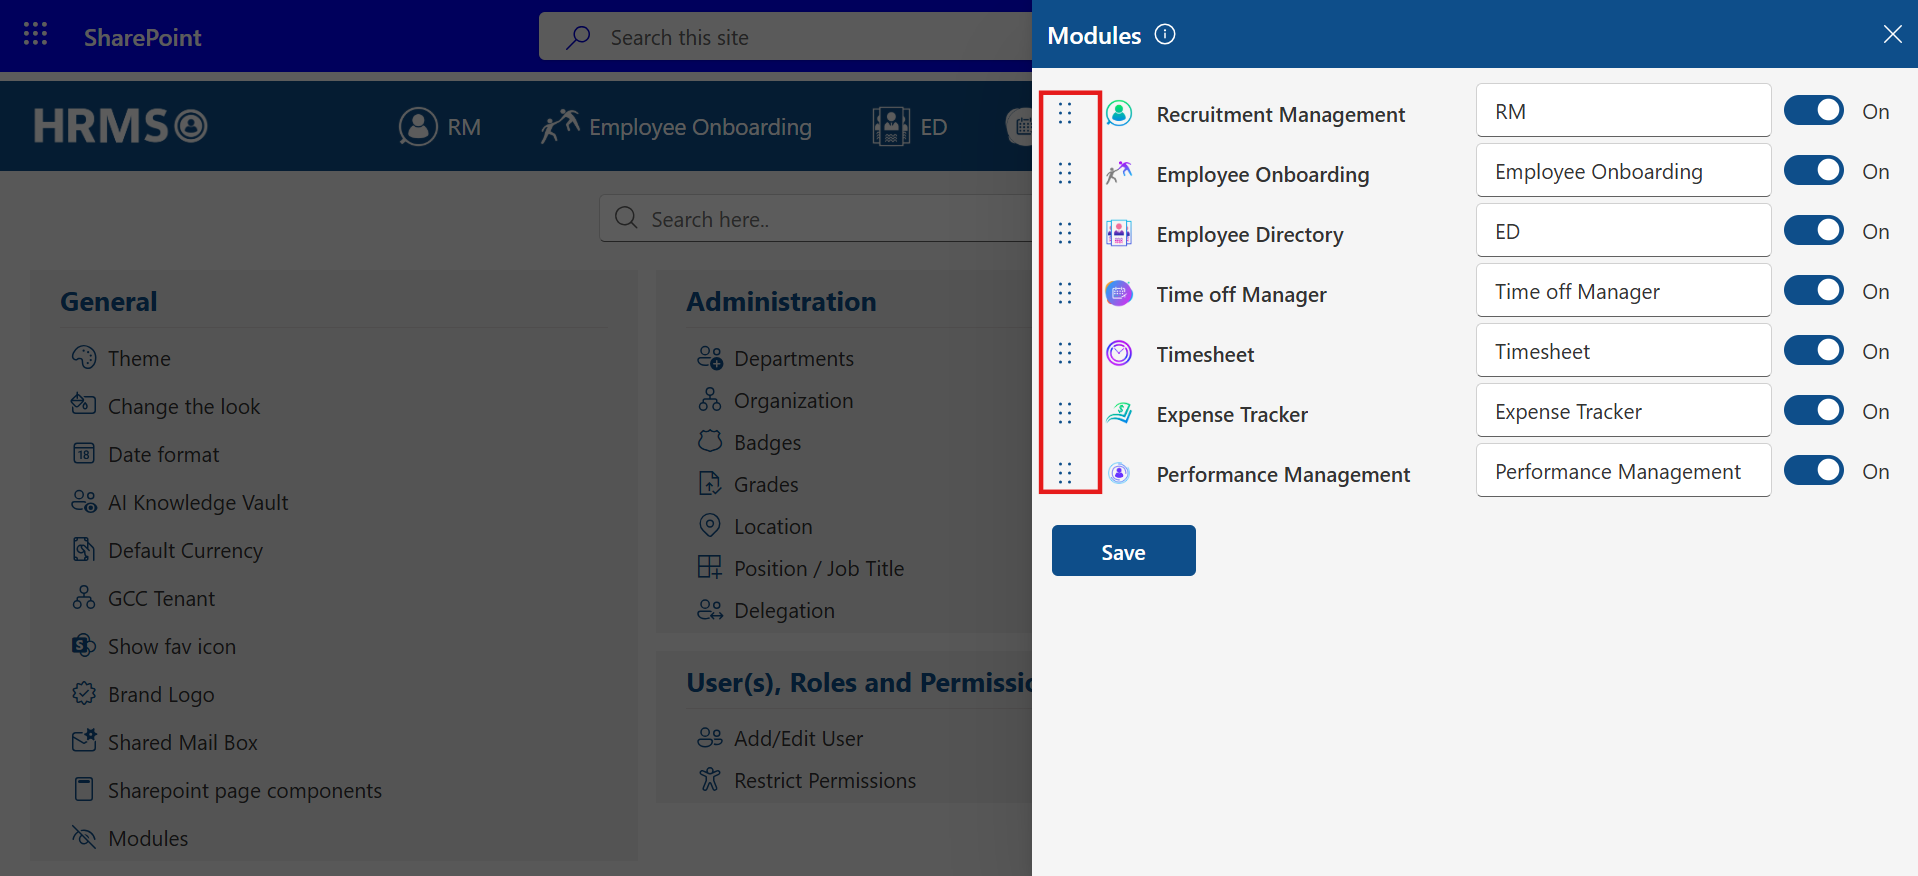 SharePoint
Search this site
HRMS
RM
Employee Onboarding
ED
Search here..
General
Theme
Change the look
18
Date format
AI Knowledge Vault
Default Currency
GCC Tenant
S
Show fav icon
Brand Logo
Shared Mail Box
Sharepoint page components
Modules
Administration
Departments
Organization
Badges
Grades
Location
Position / Job Title
Delegation
User(s), Roles and Permissio
Add/Edit User
Restrict Permissions
Modules
Recruitment Management RM On
Employee Onboarding Employee Onboarding On
Employee Directory ED On
Time off Manager Time off Manager On
Timesheet Timesheet On
Expense Tracker Expense Tracker On
Performance Management Performance Management On
Save